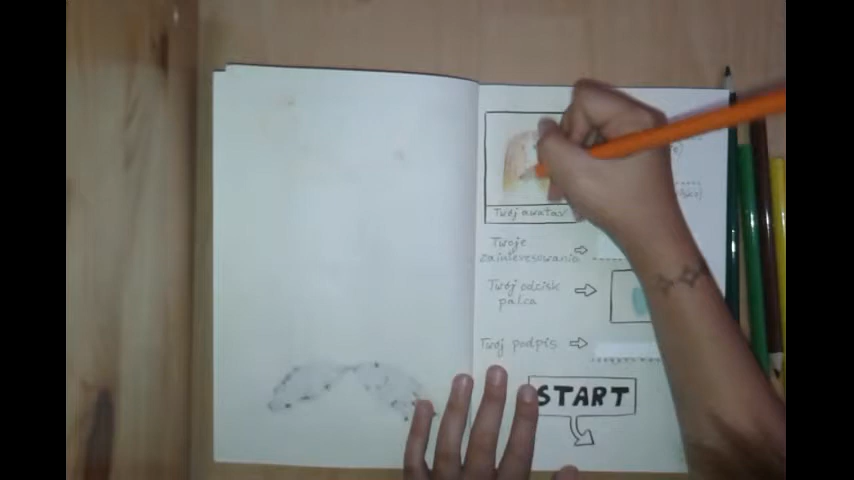 Twój awatar
Twoje
zainteresowania
Twój odcisk
palca
Twój podpis
START